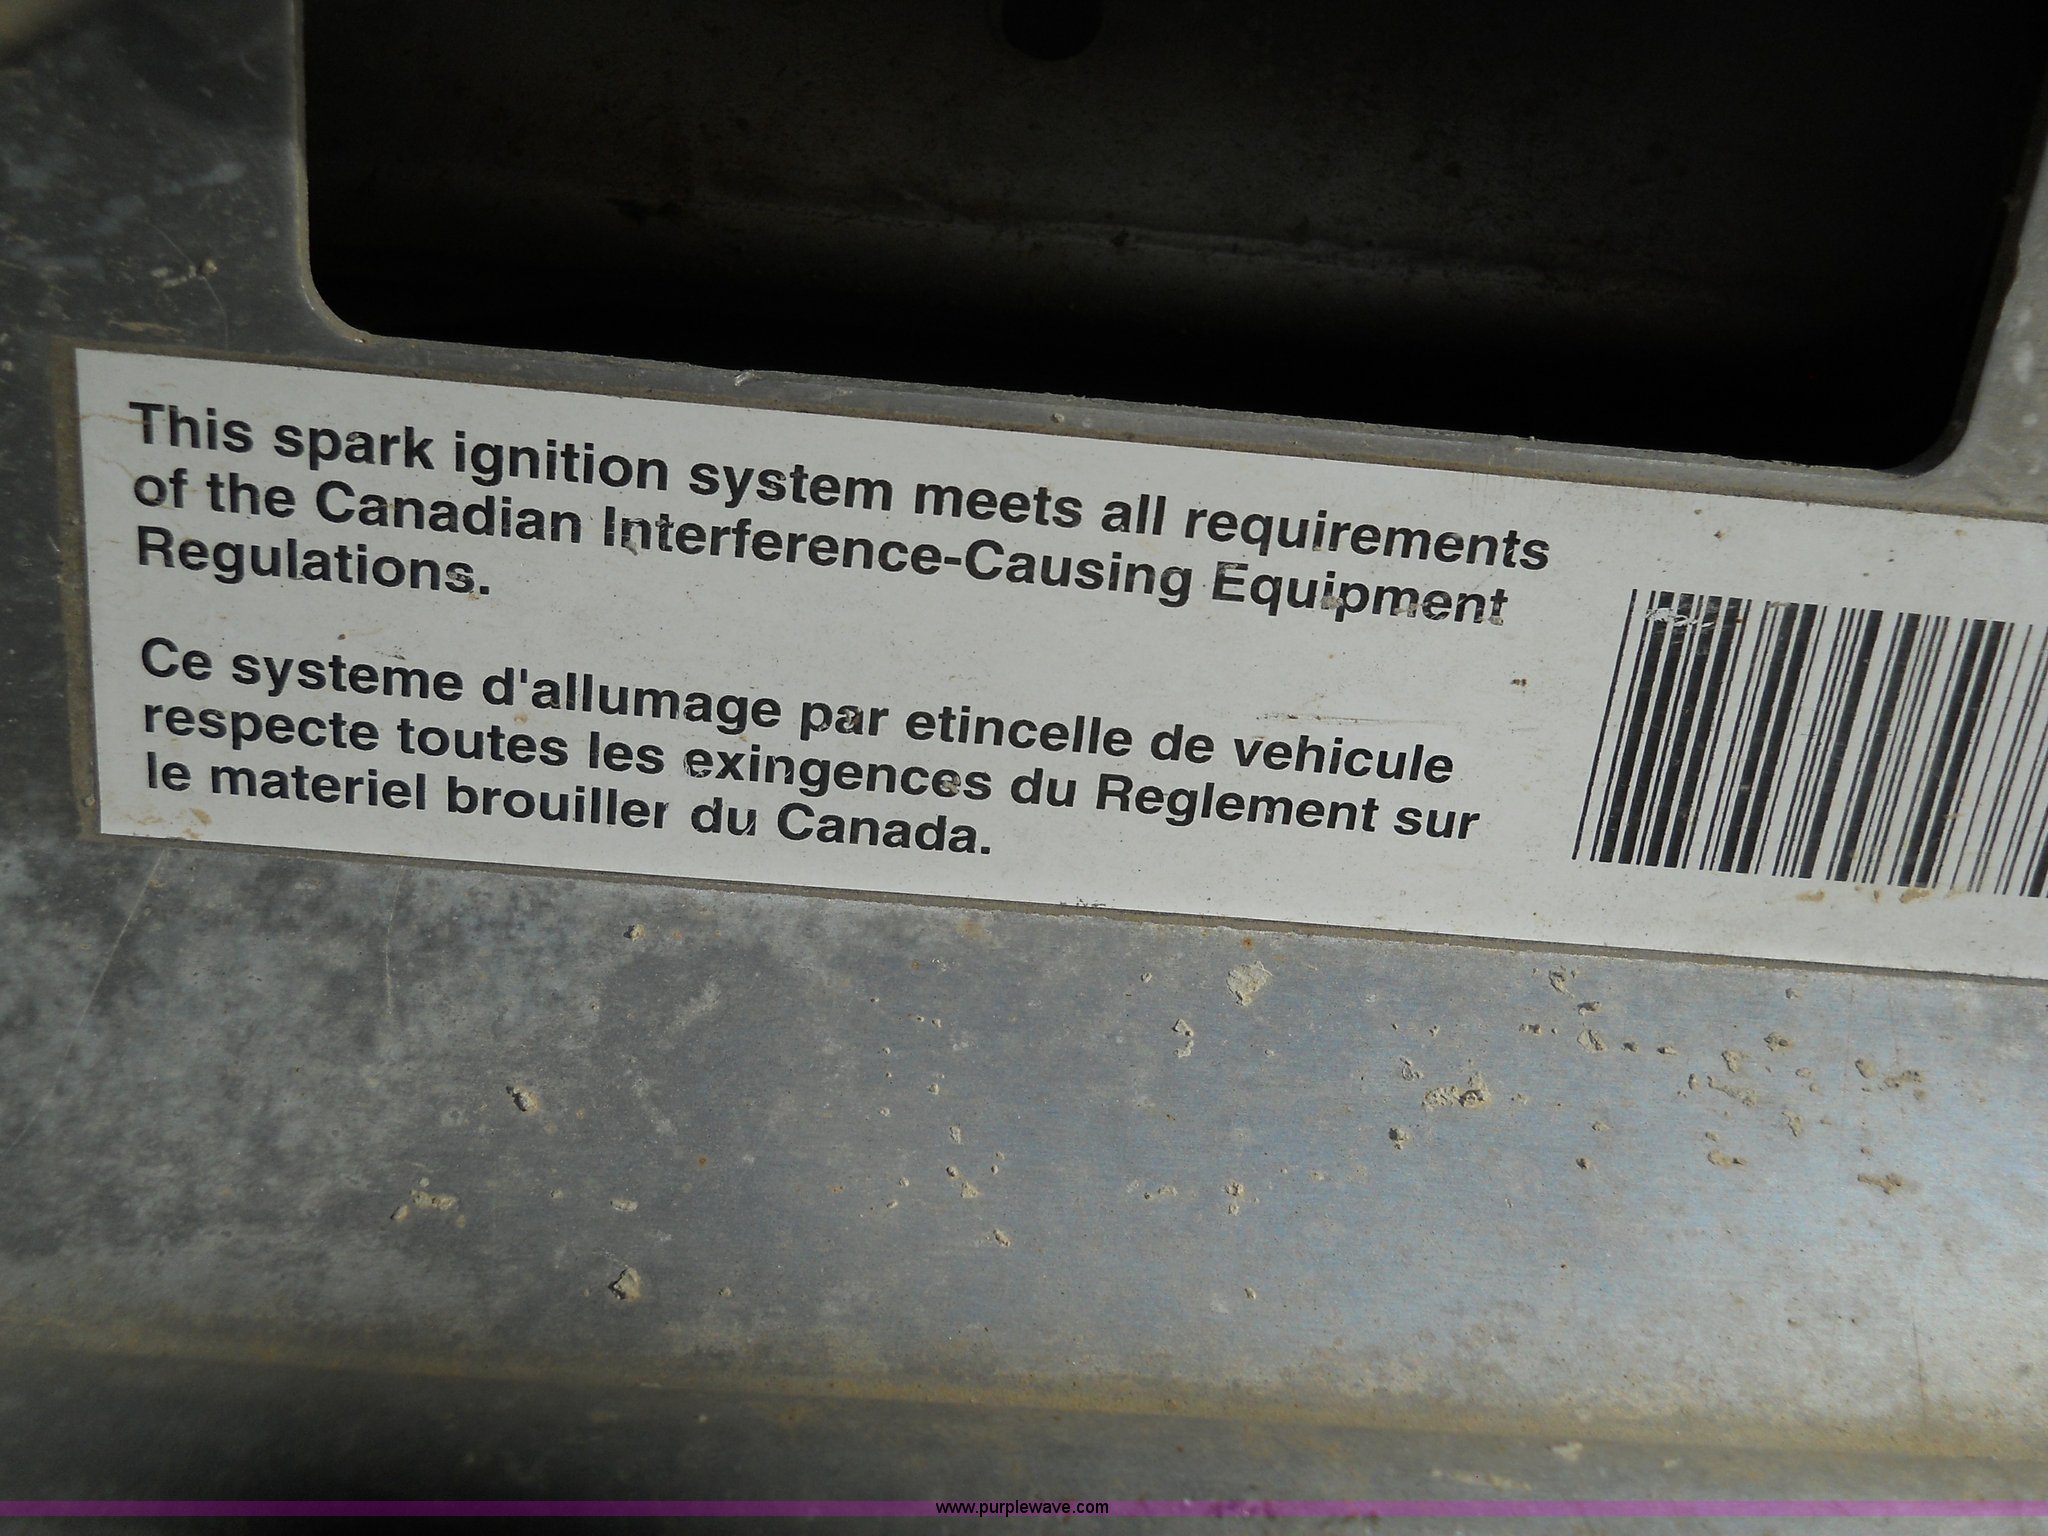 This spark ignition system meets all requirements
of the Canadian Interference-Causing Equipment
Regulations.
Ce systeme d'allumage par etincelle de vehicule
respecte toutes les exingences du Reglement sur
le materiel brouiller du Canada.
www.purplewave.com